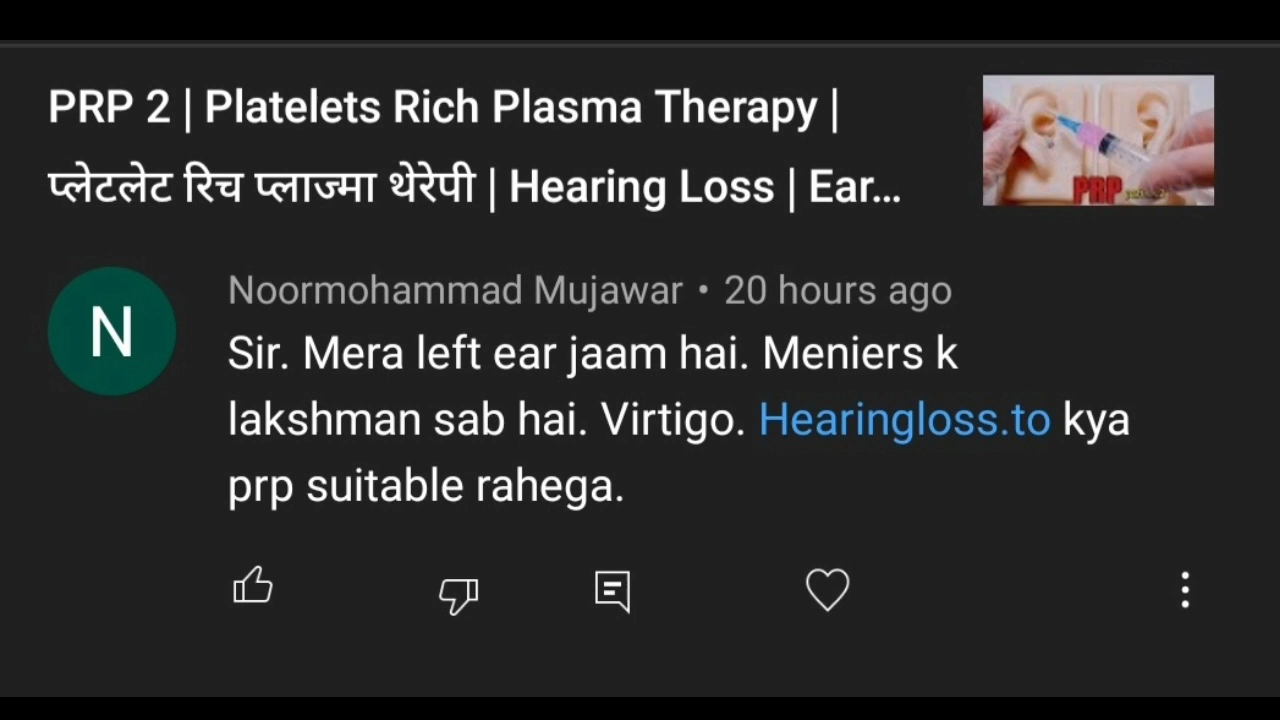 PRP 2 | Platelets Rich Plasma Therapy |
प्लेटलेट रिच प्लाज्मा थेरेपी | Hearing Loss | Ear...
PRP
N
Noormohammad Mujawar • 20 hours ago
Sir. Mera left ear jaam hai. Meniers k
lakshman sab hai. Virtigo. Hearingloss.to kya
prp suitable rahega.